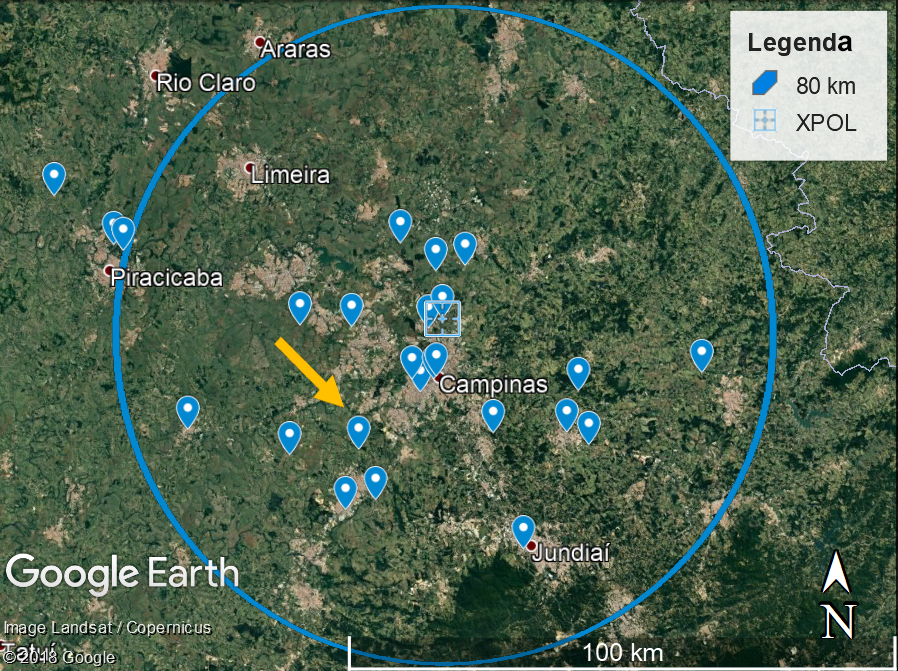 Araras
Rio Claro
Legenda
80 km
XPOL
Limeira
Piracicaba
Campinas
Jundiaí
Google Earth
N
Image Landsat / Copernicus
100 km
Tatuí
© 2018 Google